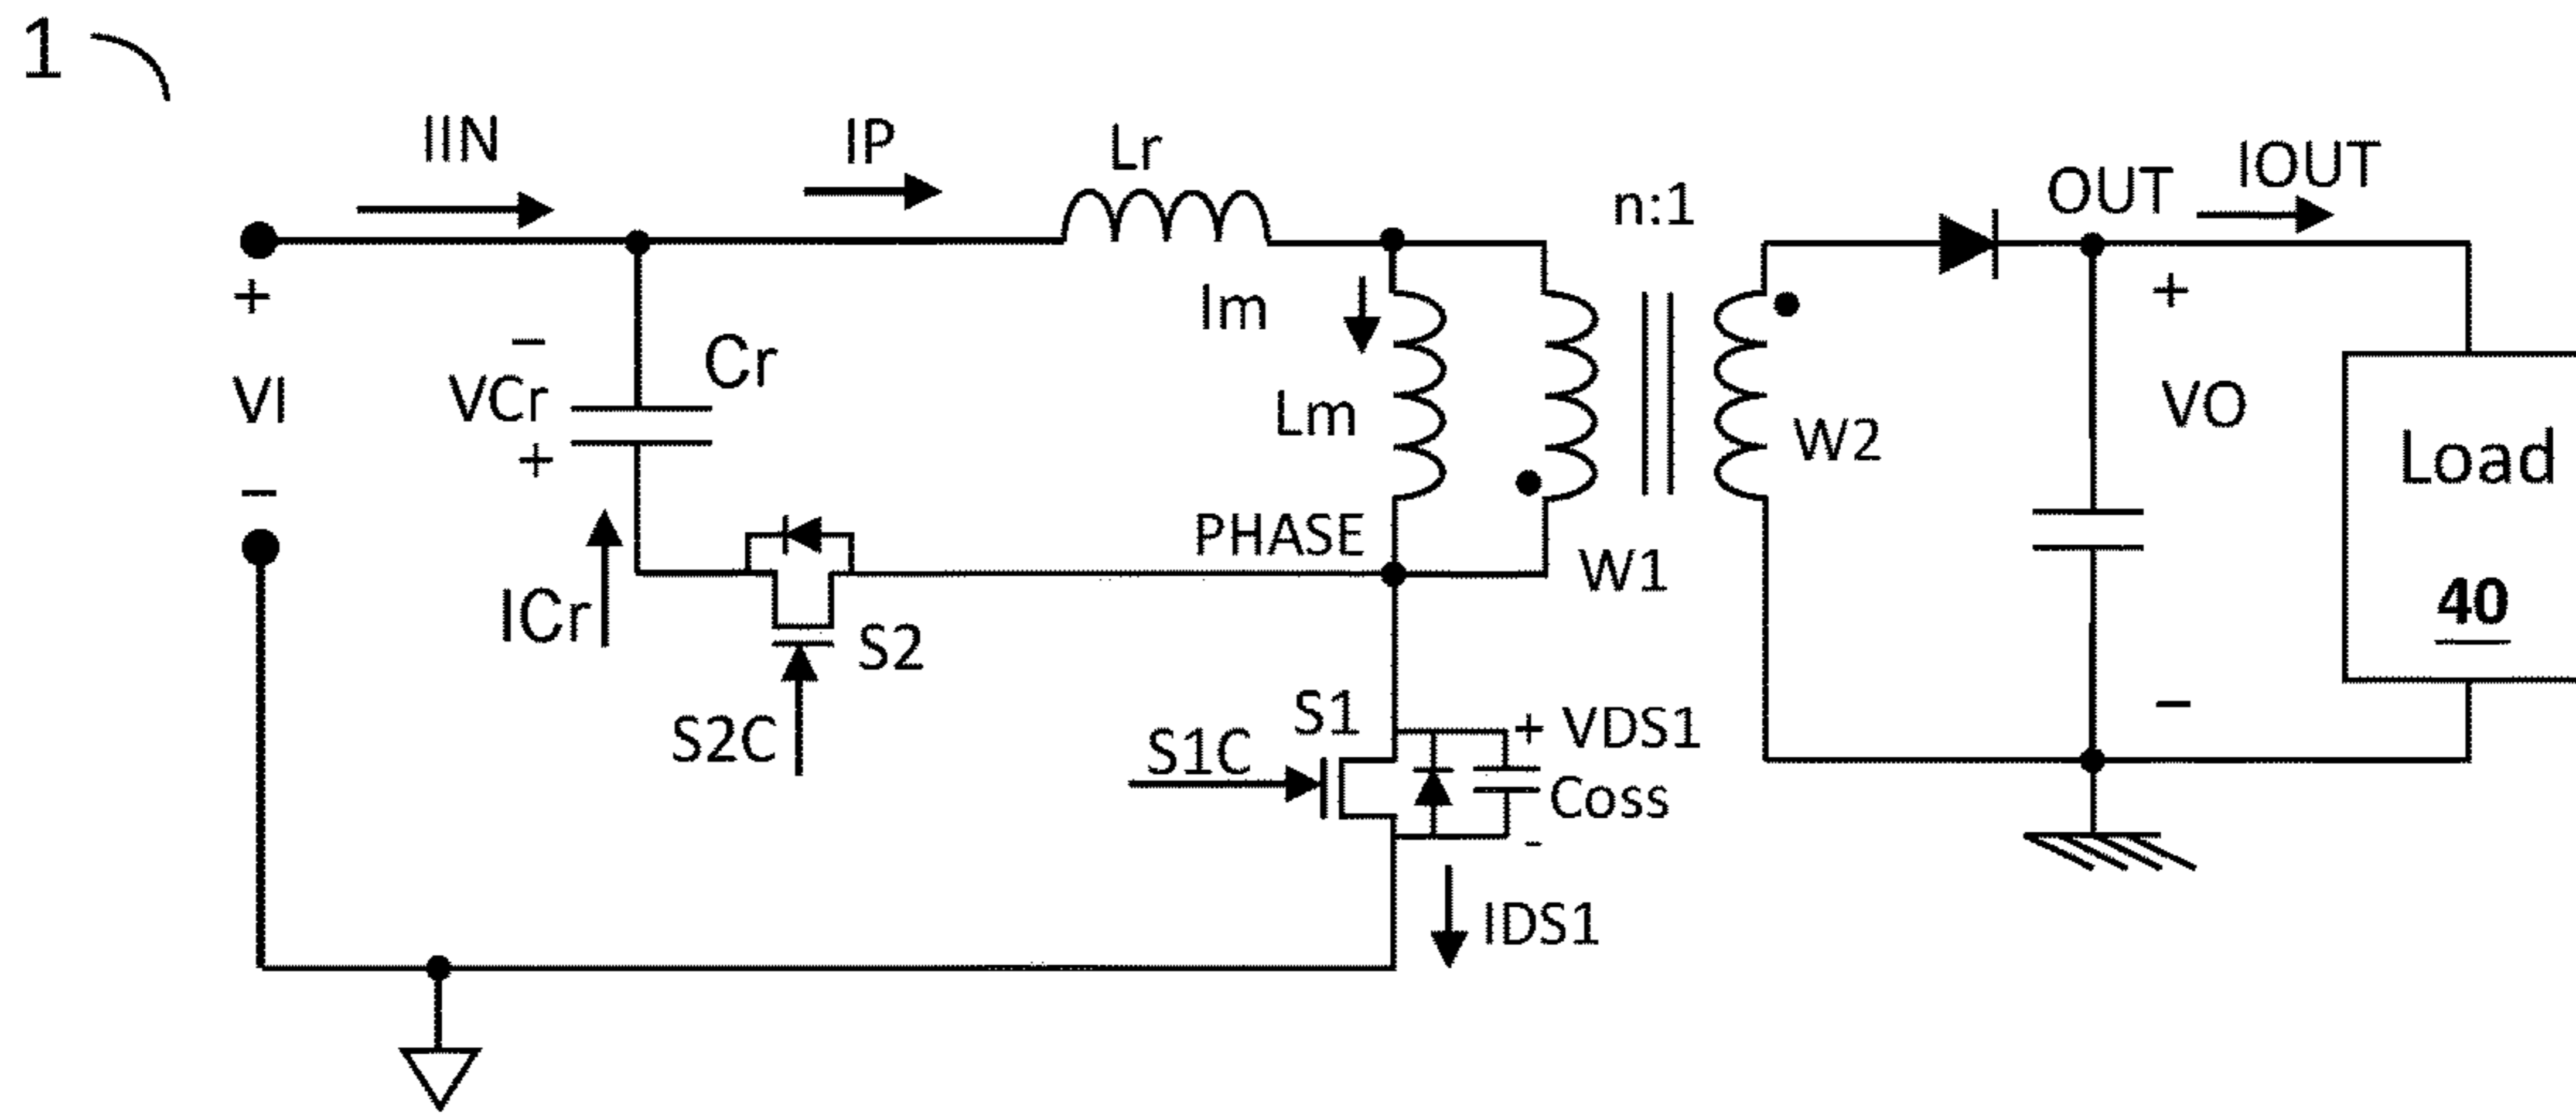 1
IIN
IP
Lr
n:1
OUT
IOUT
+
VI
−
−
VCr
+
Cr
Im
Lm
W2
+
VO
−
Load
40
PHASE
W1
ICr
S2
S2C
S1
S1C
+ VDS1
Coss
-
IDS1